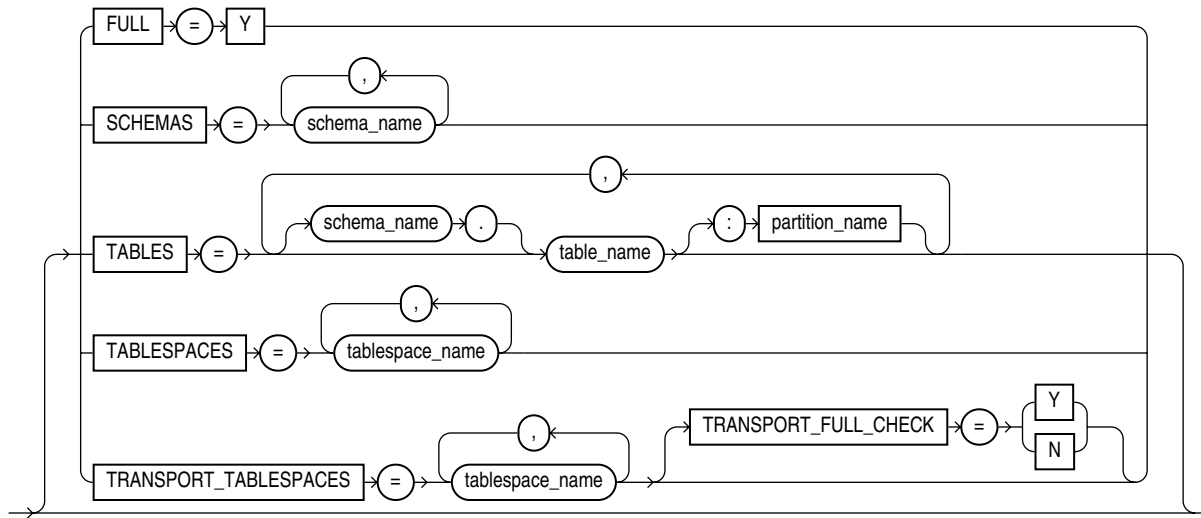 FULL = Y
,
SCHEMAS = schema_name
,
schema_name . : partition_name
TABLES = table_name
,
TABLESPACES = tablespace_name
Y
TRANSPORT_FULL_CHECK =
N
,
TRANSPORT_TABLESPACES = tablespace_name